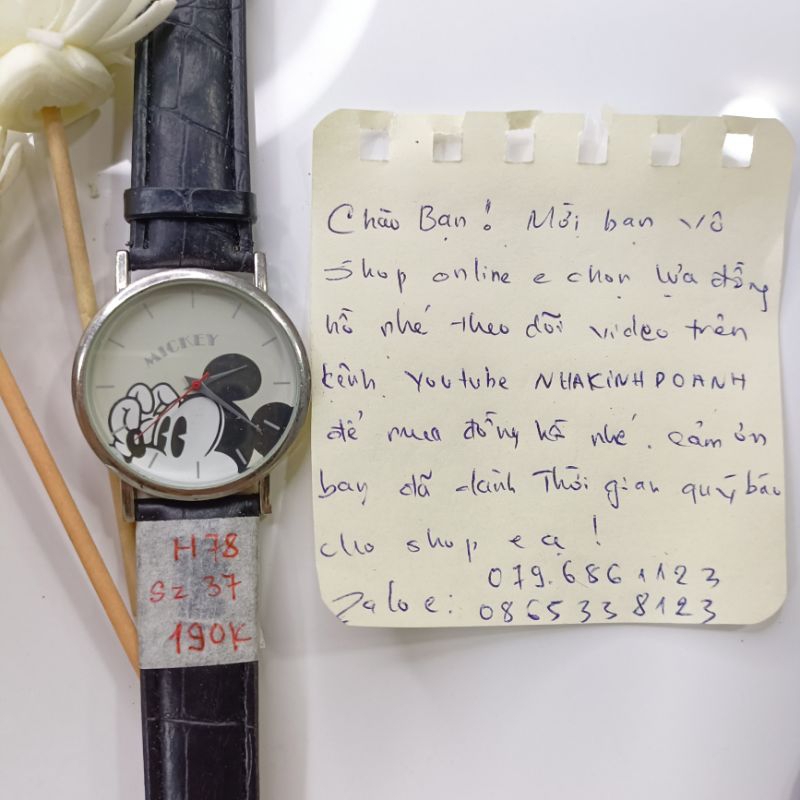 MICKEY
H78
sz 37
190K
Chào Bạn! Mời bạn vô
Shop online e chọn lựa đồng
hồ nhé theo dõi video trên
kênh Youtube NHAKINHDOANH
để mua đồng hồ nhé. Cảm ơn
bạn đã dành Thời gian quý báu
cho shop e ạ!
079.686 1123
Zalo e: 0865338123